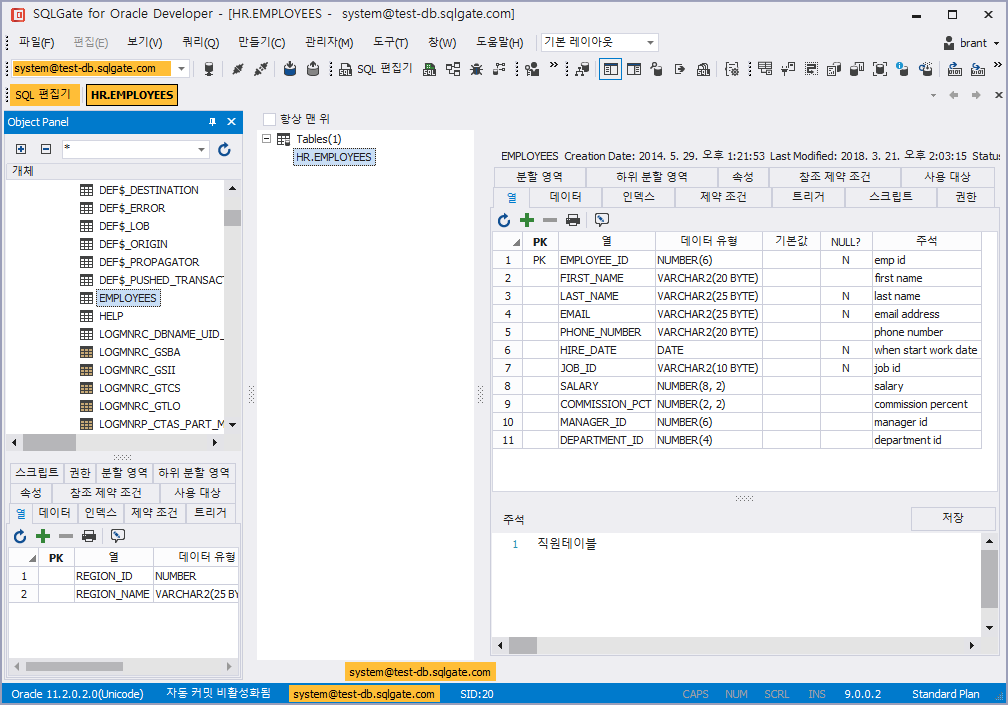 SQLGate for Oracle Developer - [HR.EMPLOYEES - system@test-db.sqlgate.com]
파일(F) 편집(E) 보기(V) 쿼리(Q) 만들기(C) 관리자(M) 도구(T) 창(W) 도움말(H) 기본 레이아웃 brant
system@test-db.sqlgate.com SQL 편집기
SQL 편집기 HR.EMPLOYEES
Object Panel
*
개체
DEF$_DESTINATION
DEF$_ERROR
DEF$_LOB
DEF$_ORIGIN
DEF$_PROPAGATOR
DEF$_PUSHED_TRANSACT
EMPLOYEES
HELP
LOGMNRC_DBNAME_UID_
LOGMNRC_GSBA
LOGMNRC_GSII
LOGMNRC_GTCS
LOGMNRC_GTLO
LOGMNRP_CTAS_PART_M
스크립트 권한 분할 영역 하위 분할 영역
속성 참조 제약 조건 사용 대상
열 데이터 인덱스 제약 조건 트리거
PK 열 데이터 유형
1 REGION_ID NUMBER
2 REGION_NAME VARCHAR2(25 BY
항상 맨 위
Tables(1)
HR.EMPLOYEES
EMPLOYEES Creation Date: 2014. 5. 29. 오후 1:21:53 Last Modified: 2018. 3. 21. 오후 2:03:15 Status
분할 영역 하위 분할 영역 속성 참조 제약 조건 사용 대상
열 데이터 인덱스 제약 조건 트리거 스크립트 권한
PK 열 데이터 유형 기본값 NULL? 주석
1 PK EMPLOYEE_ID NUMBER(6) N emp id
2 FIRST_NAME VARCHAR2(20 BYTE) first name
3 LAST_NAME VARCHAR2(25 BYTE) N last name
4 EMAIL VARCHAR2(25 BYTE) N email address
5 PHONE_NUMBER VARCHAR2(20 BYTE) phone number
6 HIRE_DATE DATE N when start work date
7 JOB_ID VARCHAR2(10 BYTE) N job id
8 SALARY NUMBER(8, 2) salary
9 COMMISSION_PCT NUMBER(2, 2) commission percent
10 MANAGER_ID NUMBER(6) manager id
11 DEPARTMENT_ID NUMBER(4) department id
주석 저장
1 직원테이블
system@test-db.sqlgate.com
Oracle 11.2.0.2.0(Unicode) 자동 커밋 비활성화됨 system@test-db.sqlgate.com SID:20 CAPS NUM SCRL INS 9.0.0.2 Standard Plan